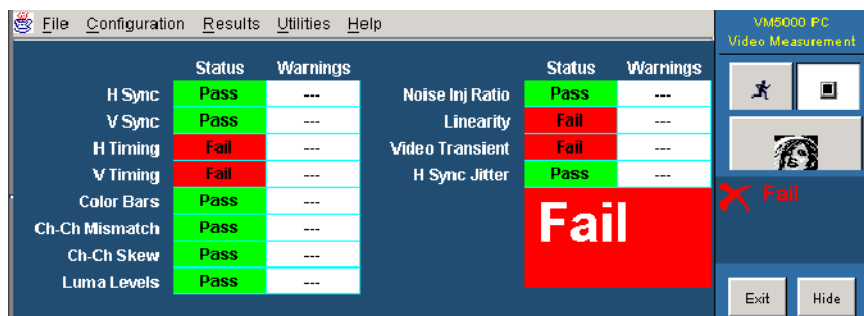 File Configuration Results Utilities Help
VM5000 PC
Video Measurement
Status Warnings Status Warnings
H Sync Pass --- Noise Inj Ratio Pass ---
V Sync Pass --- Linearity Fail ---
H Timing Fail --- Video Transient Fail ---
V Timing Fail --- H Sync Jitter Pass ---
Color Bars Pass ---
Ch-Ch Mismatch Pass ---
Ch-Ch Skew Pass ---
Luma Levels Pass ---
Fail
Fail
Exit Hide